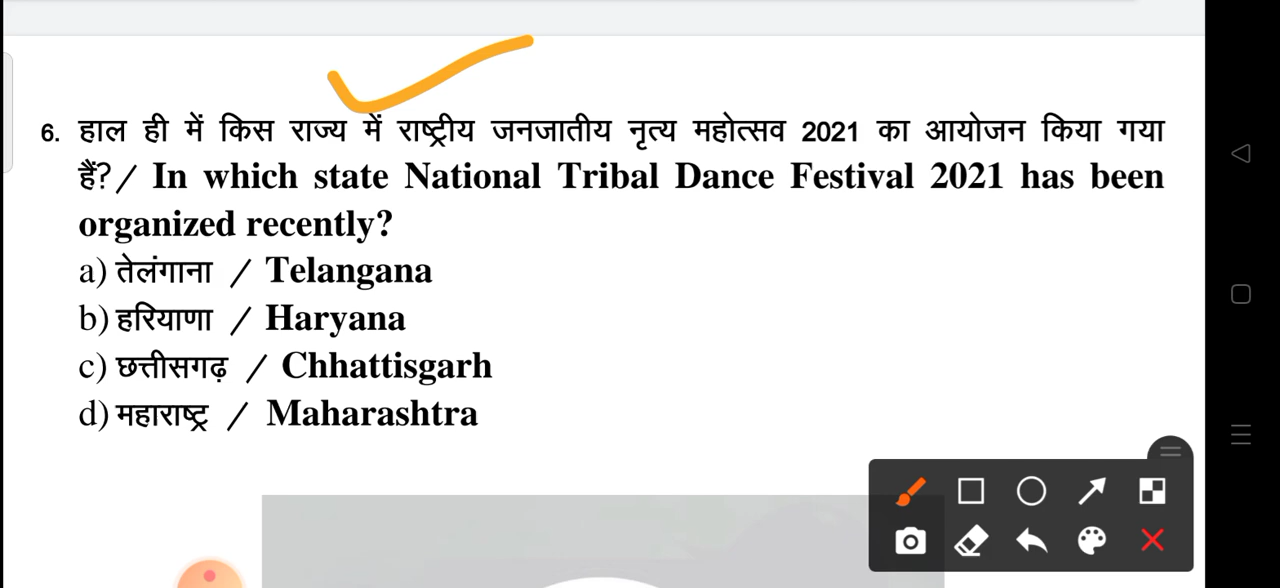 6. हाल ही में किस राज्य में राष्ट्रीय जनजातीय नृत्य महोत्सव 2021 का आयोजन किया गया
हैं?/ In which state National Tribal Dance Festival 2021 has been
organized recently?
a) तेलंगाना / Telangana
b) हरियाणा / Haryana
c) छत्तीसगढ़ / Chhattisgarh
d) महाराष्ट्र / Maharashtra